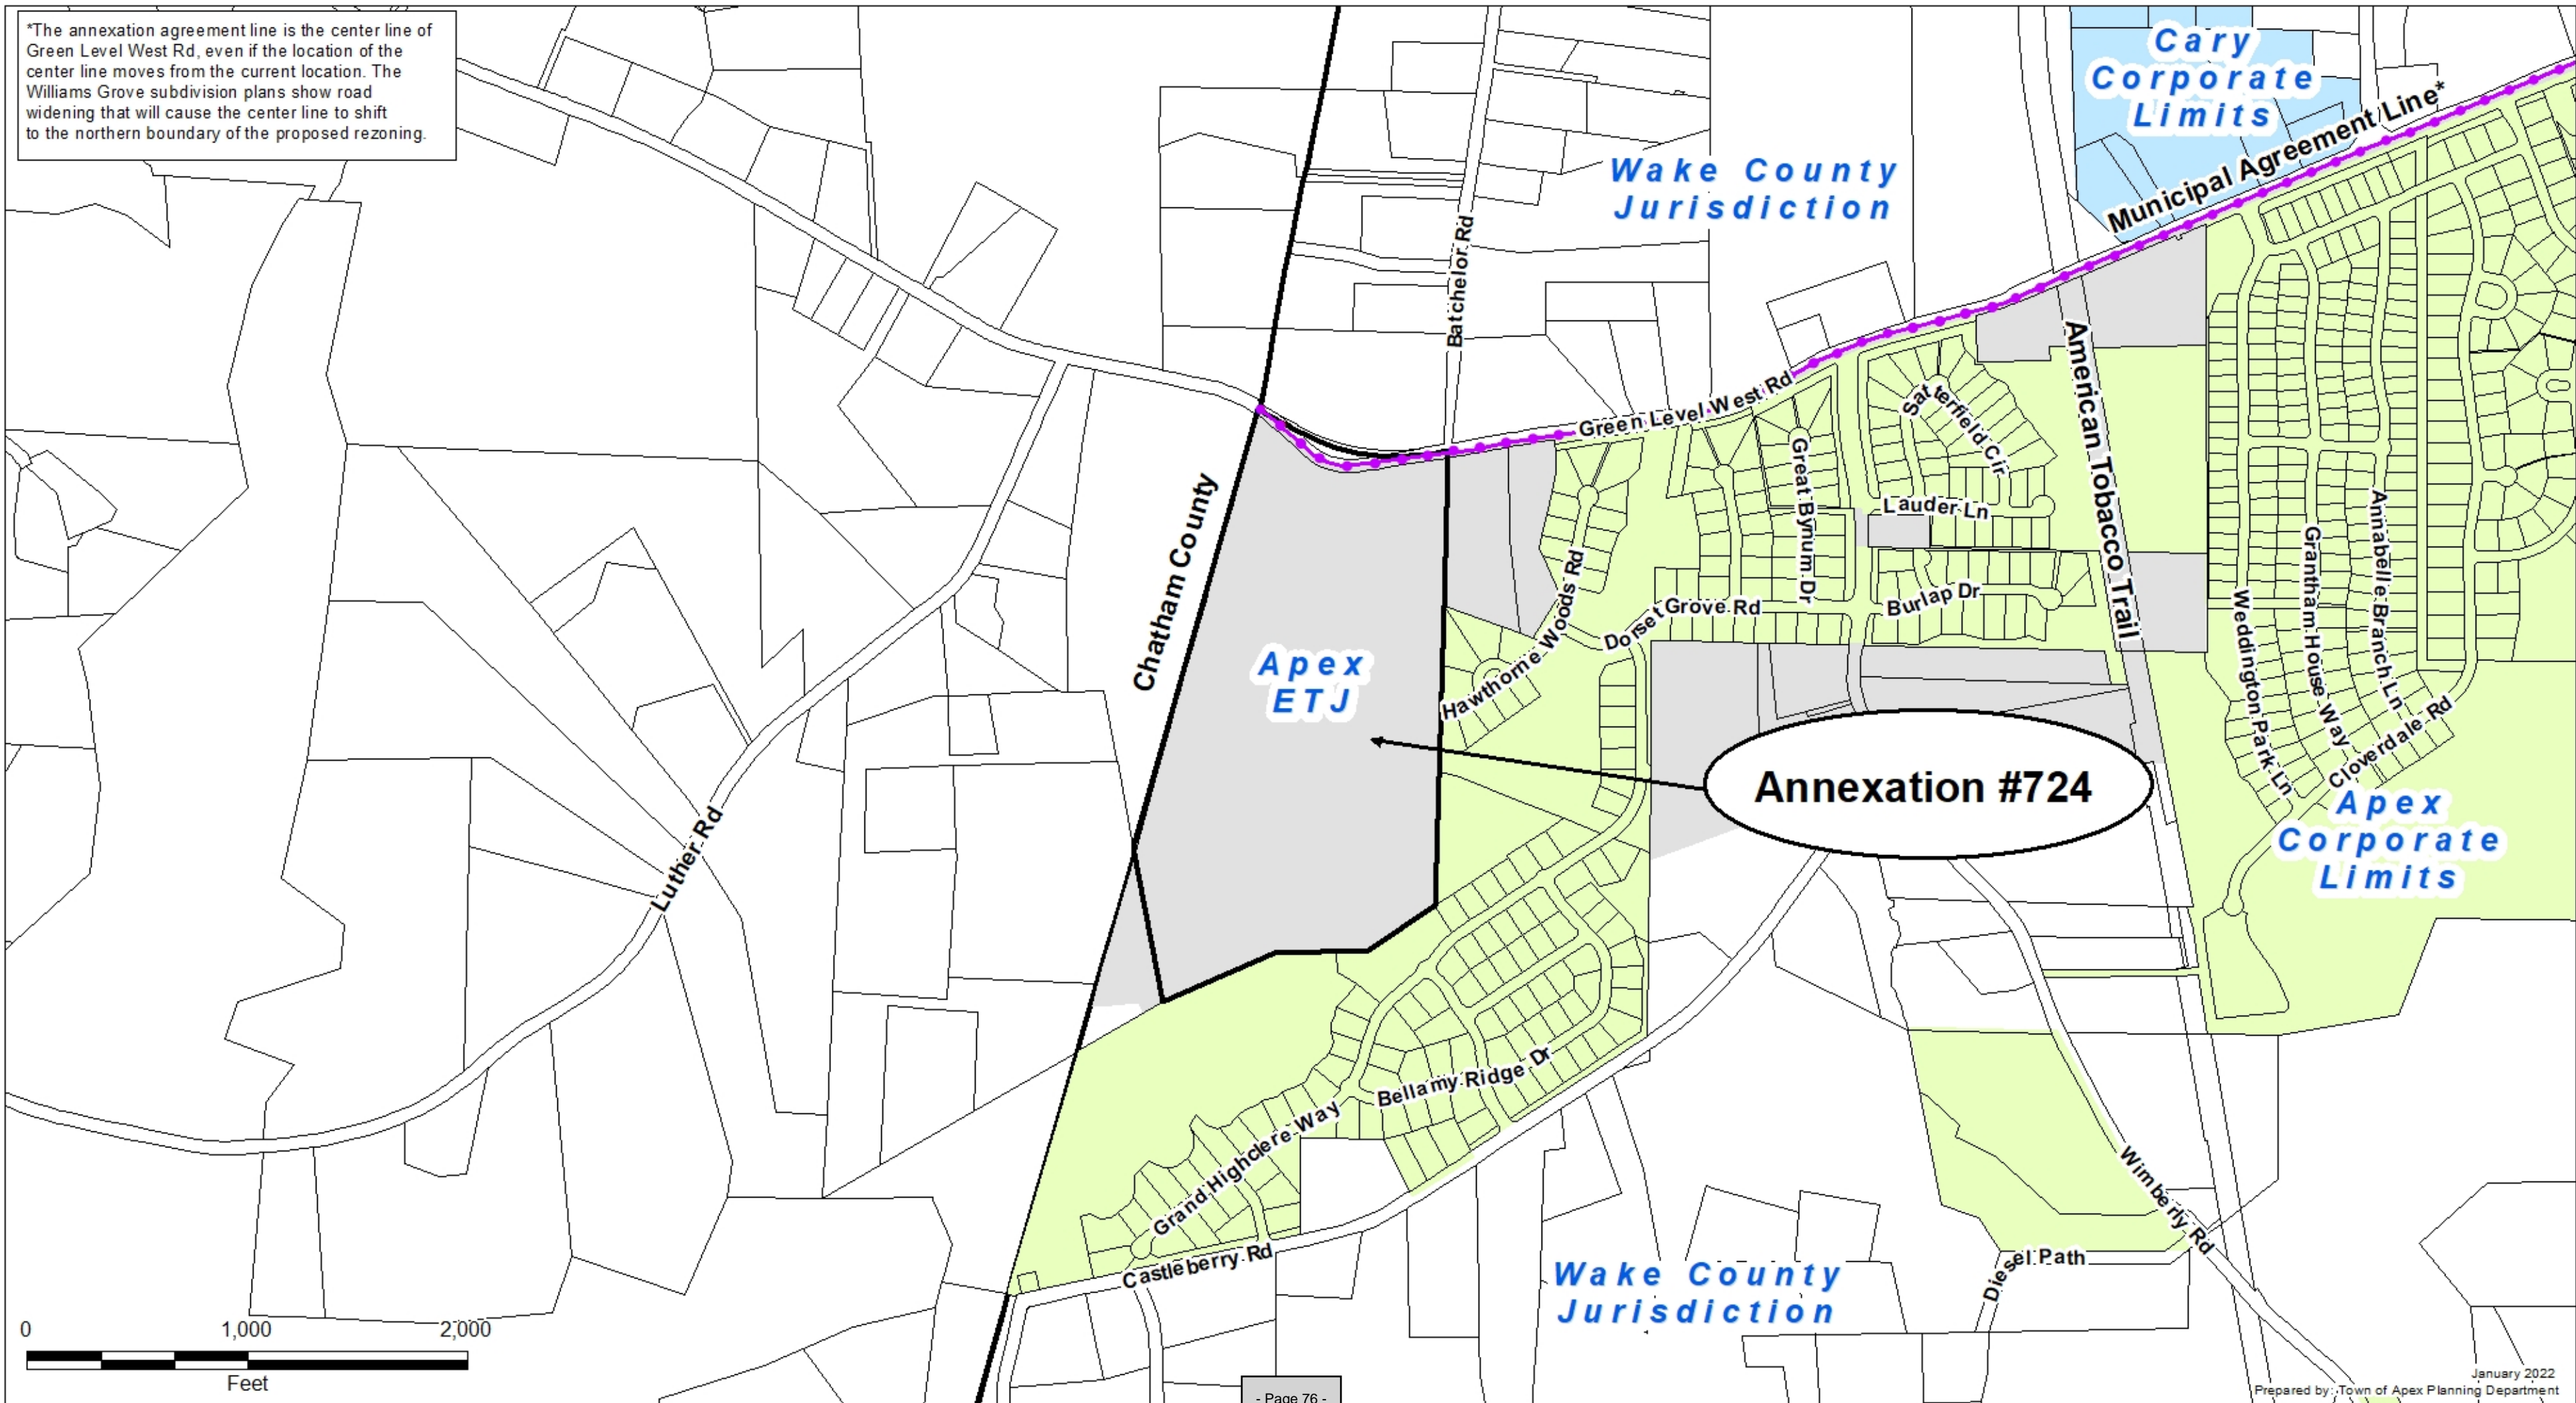 *The annexation agreement line is the center line of
Green Level West Rd, even if the location of the
center line moves from the current location. The
Williams Grove subdivision plans show road
widening that will cause the center line to shift
to the northern boundary of the proposed rezoning.
Cary
Corporate
Limits
Municipal Agreement Line*
Wake County
Jurisdiction
Batchelor Rd
Green Level West Rd
American Tobacco Trail
Satterfield Cir
Great Bynum Dr
Lauder Ln
Chatham County
Hawthorne Woods Rd
Dorset Grove Rd
Burlap Dr
Weddington Park Ln
Grantham House Way
Annabelle Branch Ln
Cloverdale Rd
Apex
ETJ
Annexation #724
Apex
Corporate
Limits
Luther Rd
Bellamy Ridge Dr
Grand Highclere Way
Castleberry Rd
Wimberly Rd
Diesel Path
Wake County
Jurisdiction
0 1,000 2,000
Feet
- Page 76 -
January 2022
Prepared by: Town of Apex Planning Department